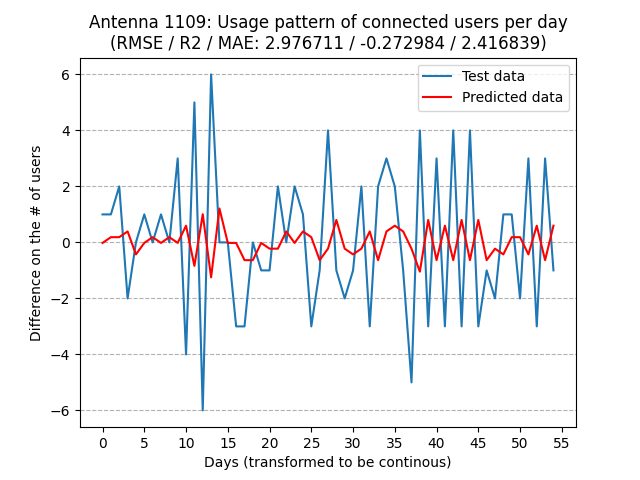 Antenna 1109: Usage pattern of connected users per day
(RMSE / R2 / MAE: 2.976711 / -0.272984 / 2.416839)
Test data
Predicted data
Difference on the # of users
6
4
2
0
−2
−4
−6
0 5 10 15 20 25 30 35 40 45 50 55
Days (transformed to be continous)